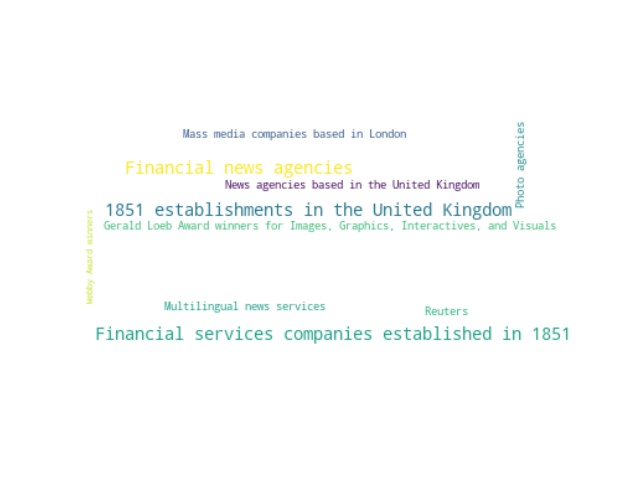 Mass media companies based in London
Photo agencies
Financial news agencies
News agencies based in the United Kingdom
1851 establishments in the United Kingdom
Gerald Loeb Award winners for Images, Graphics, Interactives, and Visuals
Webby Award winners
Multilingual news services
Reuters
Financial services companies established in 1851